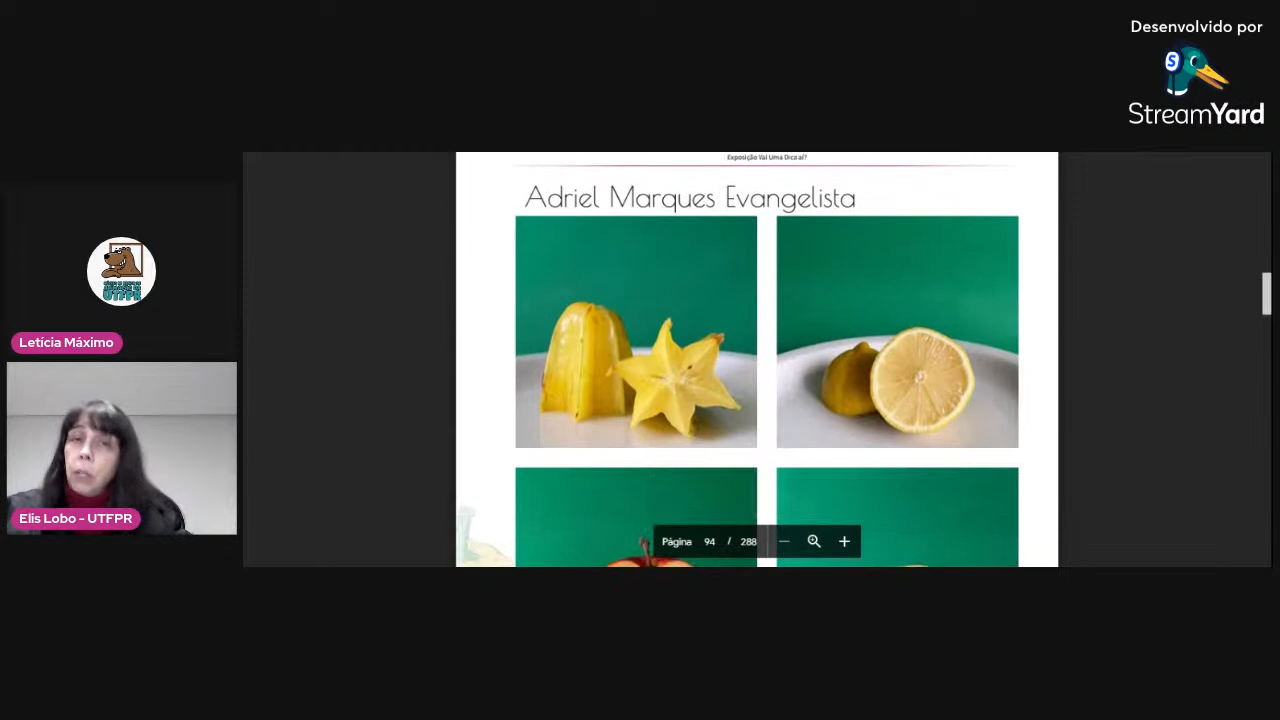 Desenvolvido por
StreamYard
Exposição Vai Uma Dica aí?
Adriel Marques Evangelista
UTFPR
Letícia Máximo
Elis Lobo - UTFPR
Página 94 / 288